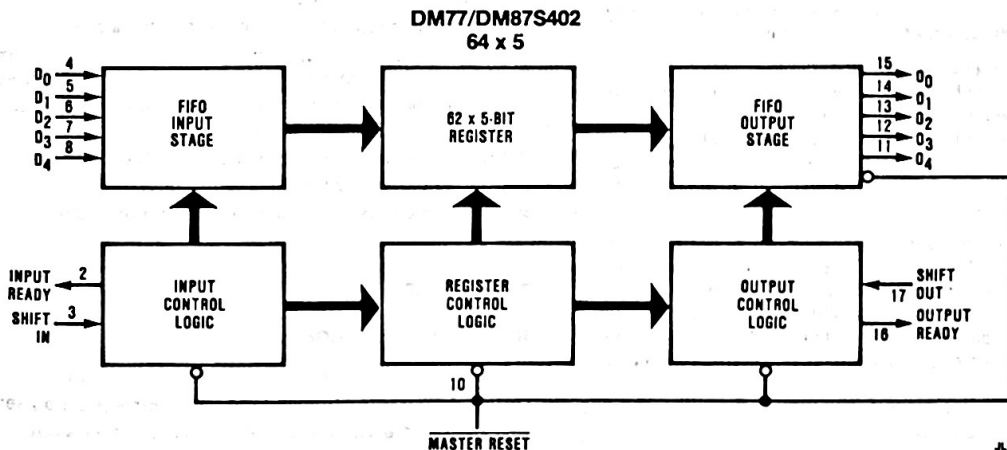 DM77/DM87S402
64 x 5
D0 4
D1 5
D2 6
D3 7
D4 8
FIFO
INPUT
STAGE
62 x 5-BIT
REGISTER
FIFO
OUTPUT
STAGE
15 O0
14 O1
13 O2
12 O3
11 O4
INPUT
READY
2
SHIFT
IN
3
INPUT
CONTROL
LOGIC
REGISTER
CONTROL
LOGIC
OUTPUT
CONTROL
LOGIC
SHIFT
OUT
17
OUTPUT
READY
16
10
MASTER RESET